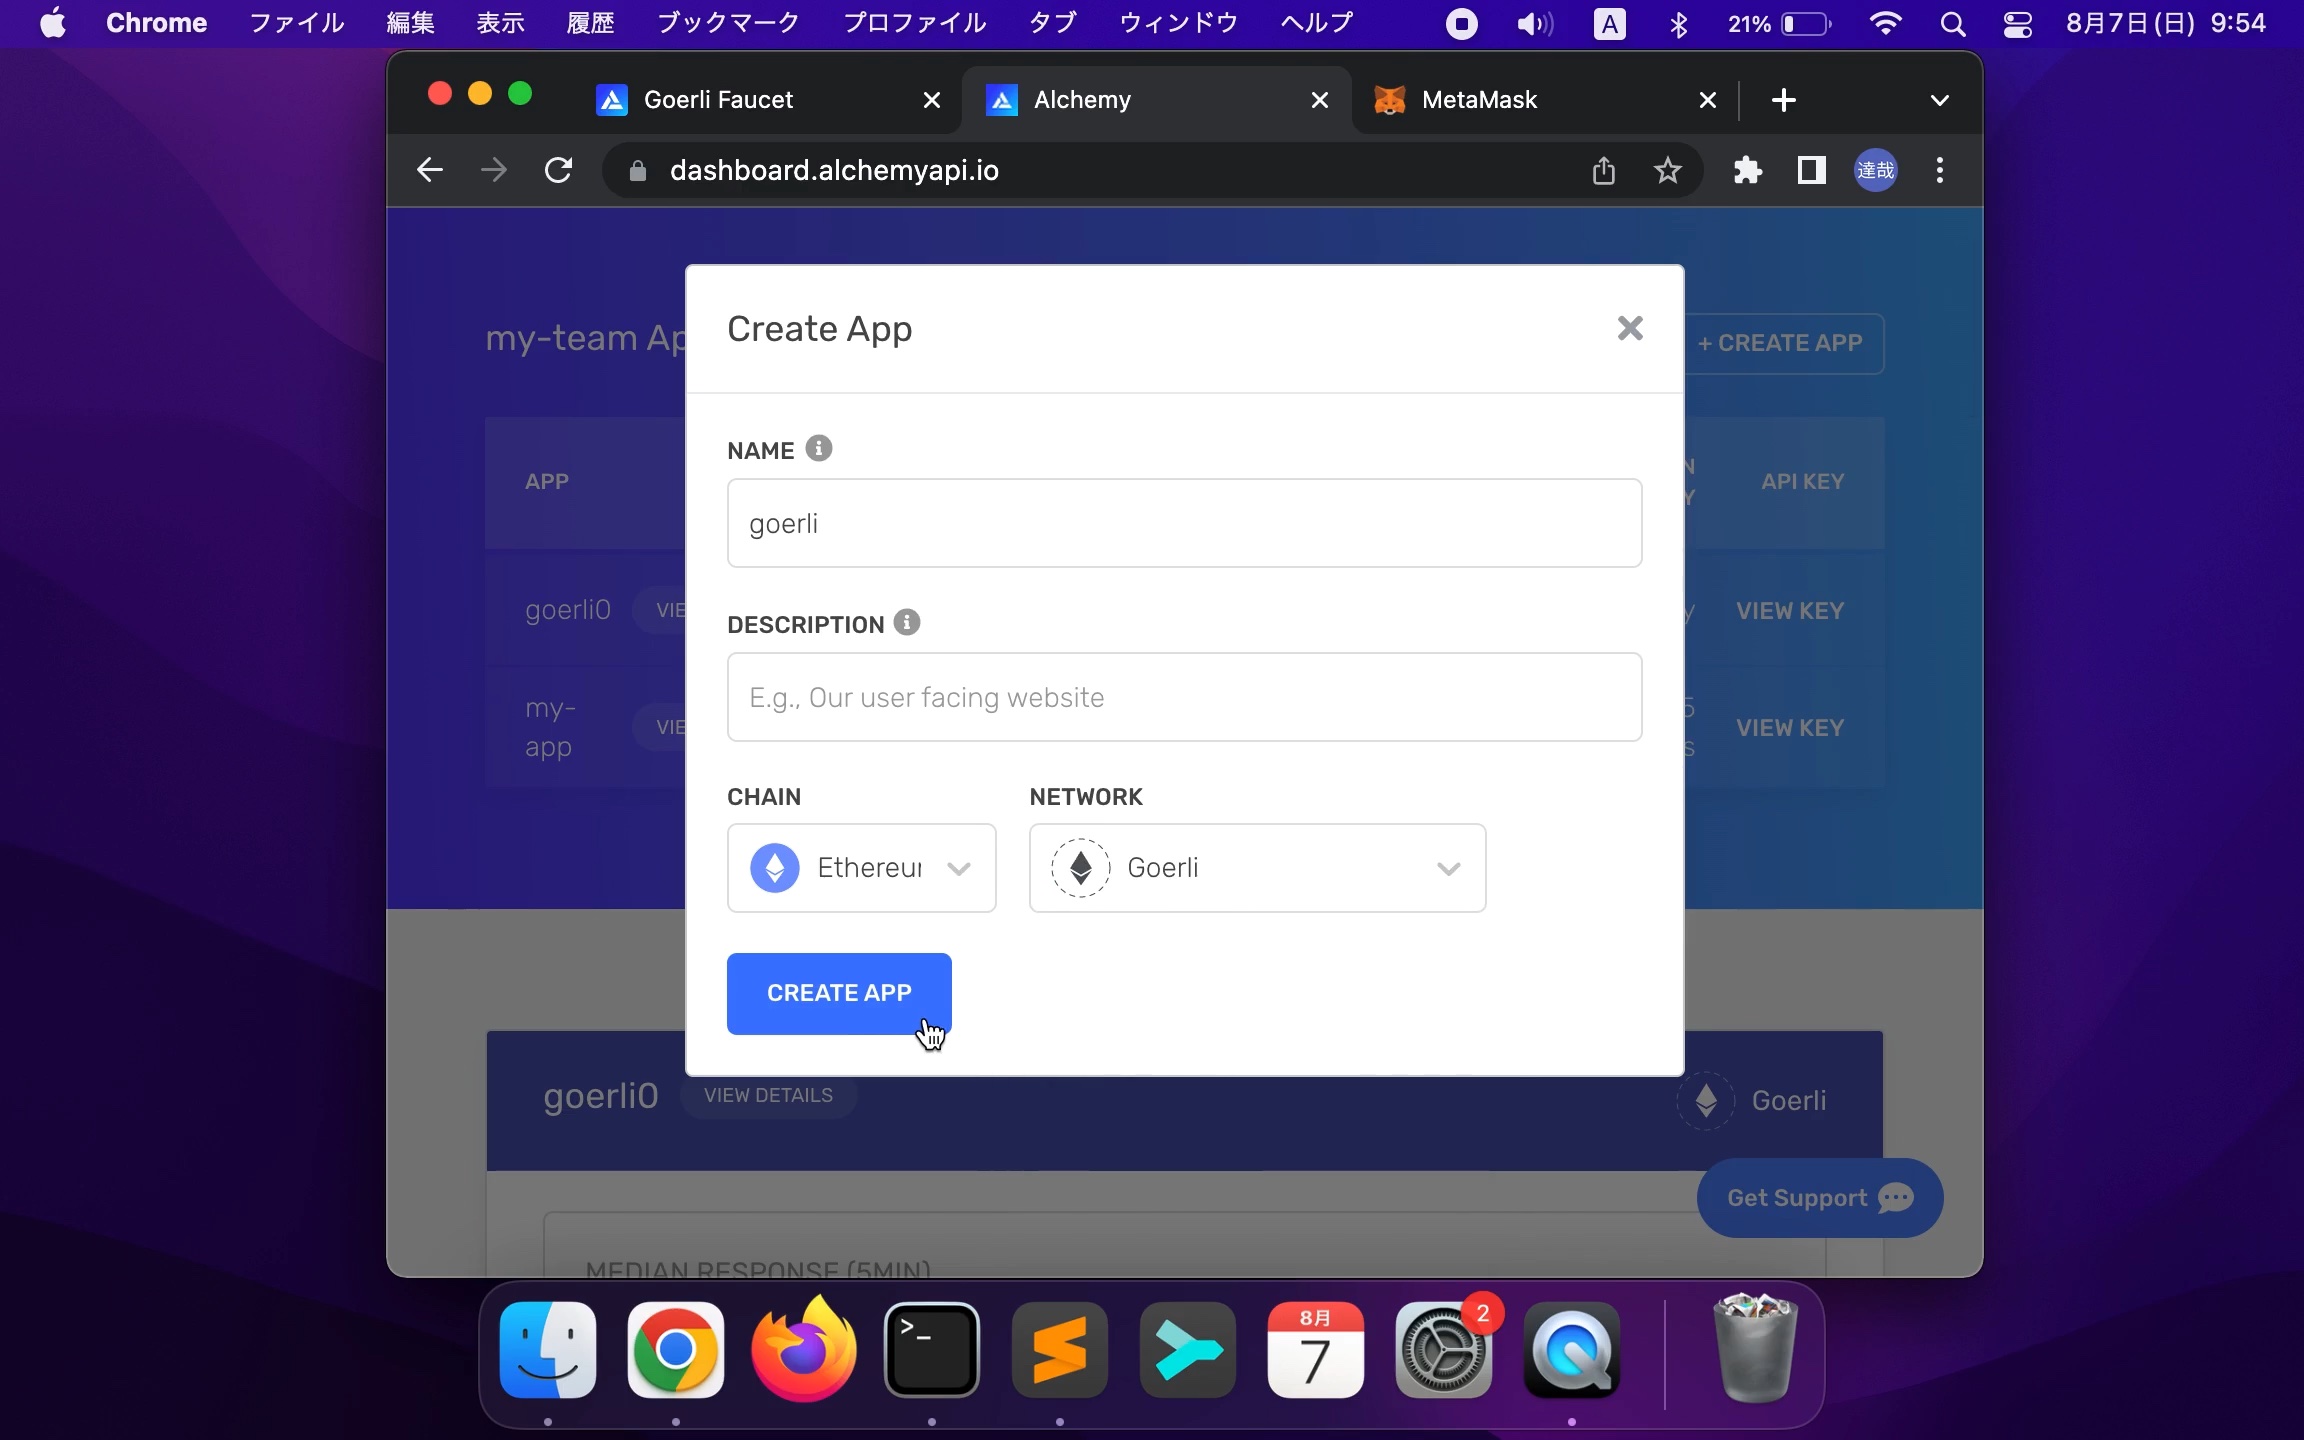 Chrome ファイル 編集 表示 履歴 ブックマーク プロファイル タブ ウィンドウ ヘルプ A 21% 8月7日(日) 9:54
Goerli Faucet Alchemy MetaMask
dashboard.alchemyapi.io 達哉
my-team Ap
+ CREATE APP
Create App
NAME
goerli
DESCRIPTION
E.g., Our user facing website
CHAIN NETWORK
Ethereum Goerli
CREATE APP
APP
N
Y
API KEY
goerli0 VIE
y VIEW KEY
my-
app
VIE
5
s
VIEW KEY
goerli0 VIEW DETAILS Goerli
Get Support
MEDIAN RESPONSE (5MIN)
8月
7
2